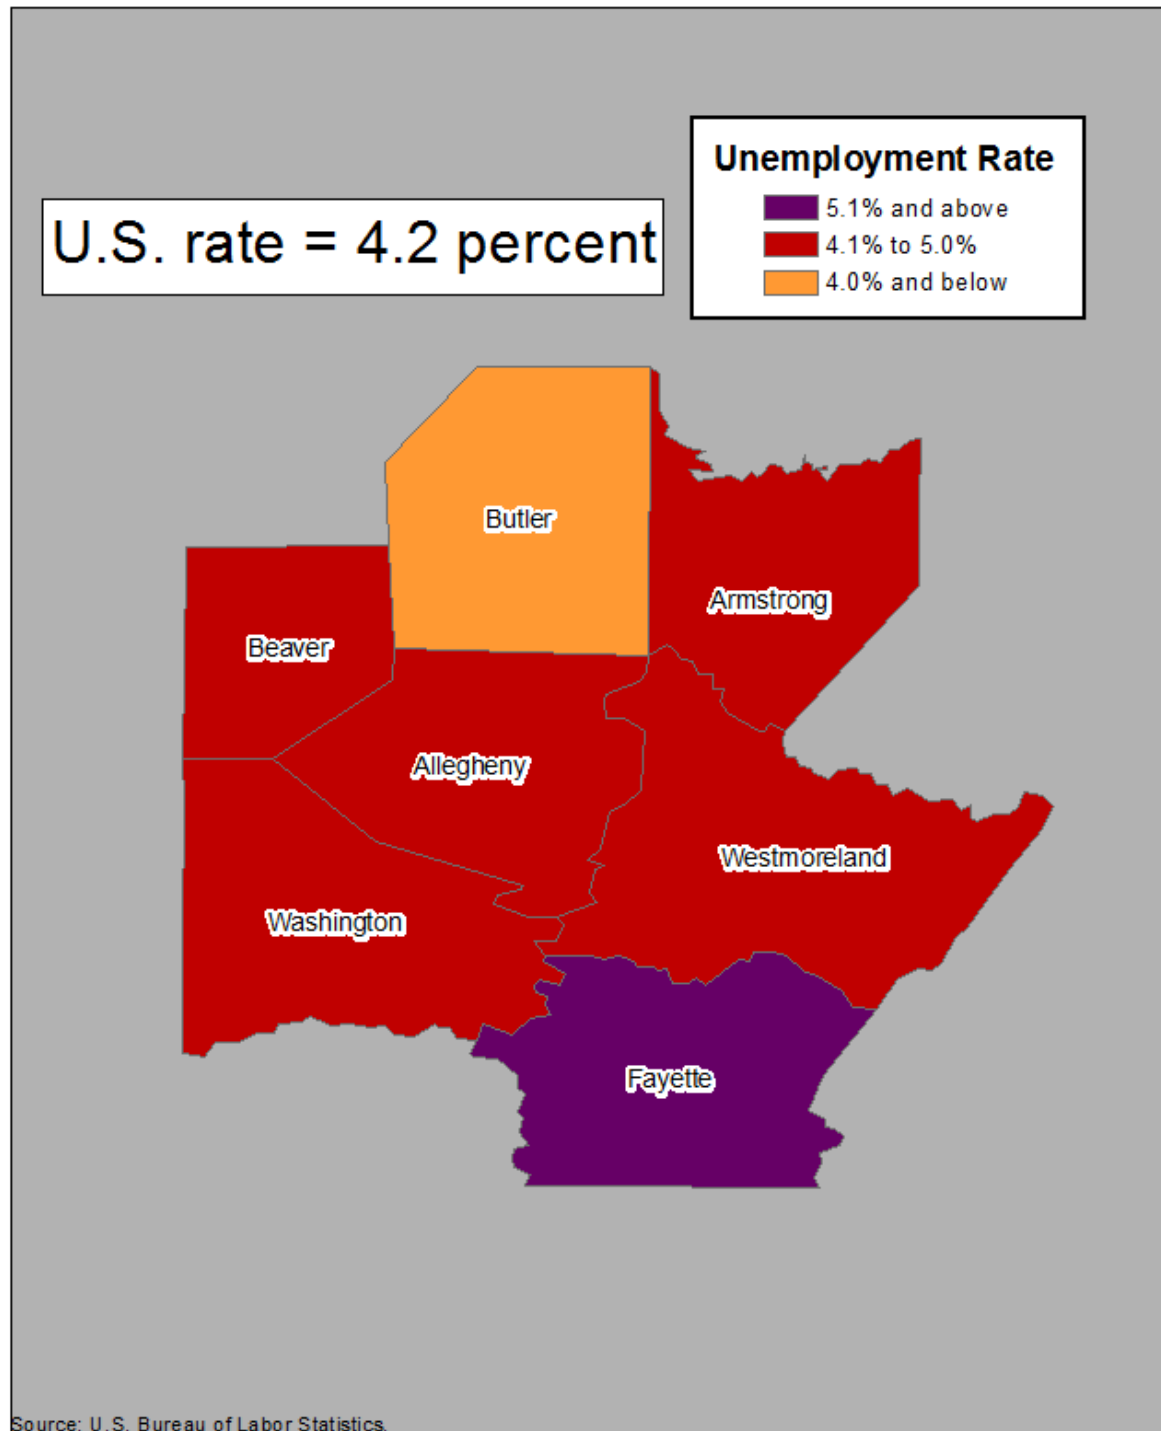 Unemployment Rate
5.1% and above
4.1% to 5.0%
4.0% and below
U.S. rate = 4.2 percent
Butler
Armstrong
Beaver
Allegheny
Westmoreland
Washington
Fayette
Source: U.S. Bureau of Labor Statistics.